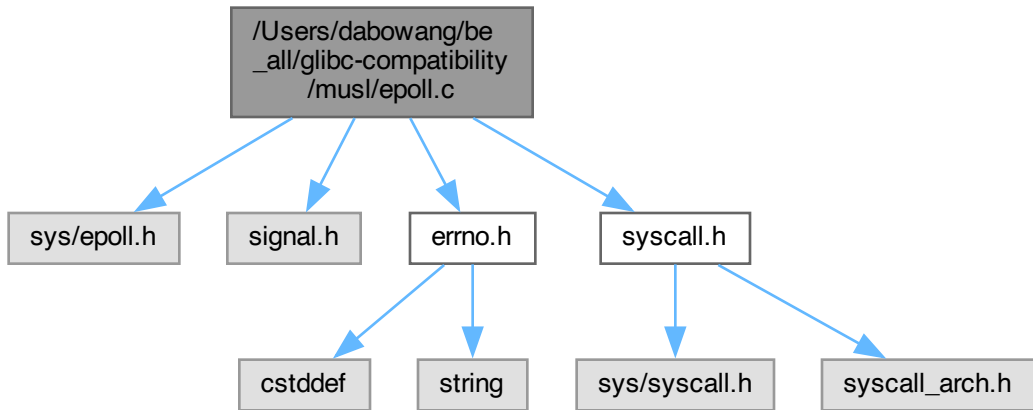 /Users/dabowang/be
_all/glibc-compatibility
/musl/epoll.c
sys/epoll.h
signal.h
errno.h
syscall.h
cstddef
string
sys/syscall.h
syscall_arch.h